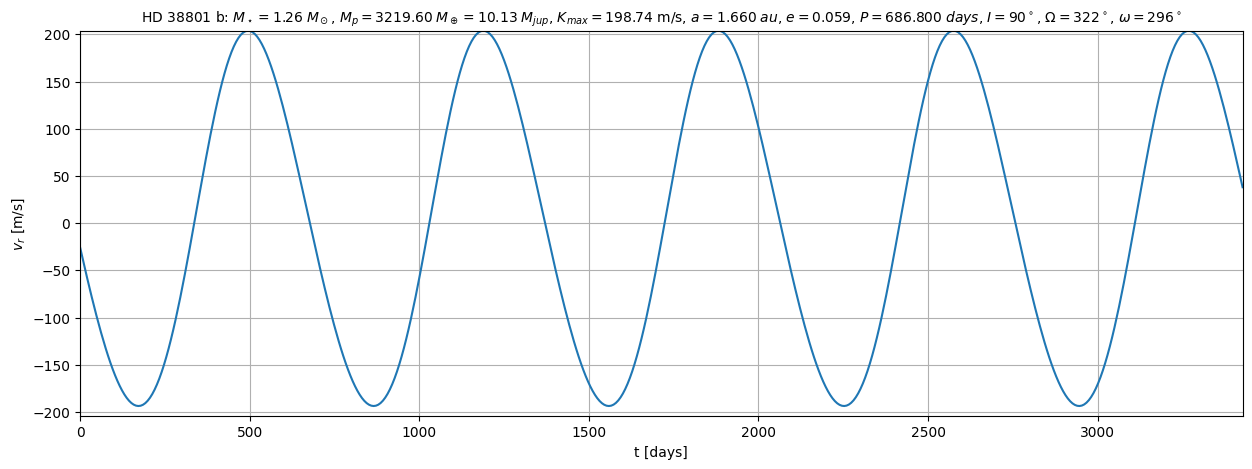 HD 38801 b: M⋆ = 1.26 M⊙, Mp = 3219.60 M⊕ = 10.13 Mjup, Kmax = 198.74 m/s, a = 1.660 au, e = 0.059, P = 686.800 days, I = 90°, Ω = 322°, ω = 296°
200
150
100
50
0
−50
−100
−150
−200
vr [m/s]
0 500 1000 1500 2000 2500 3000
t [days]